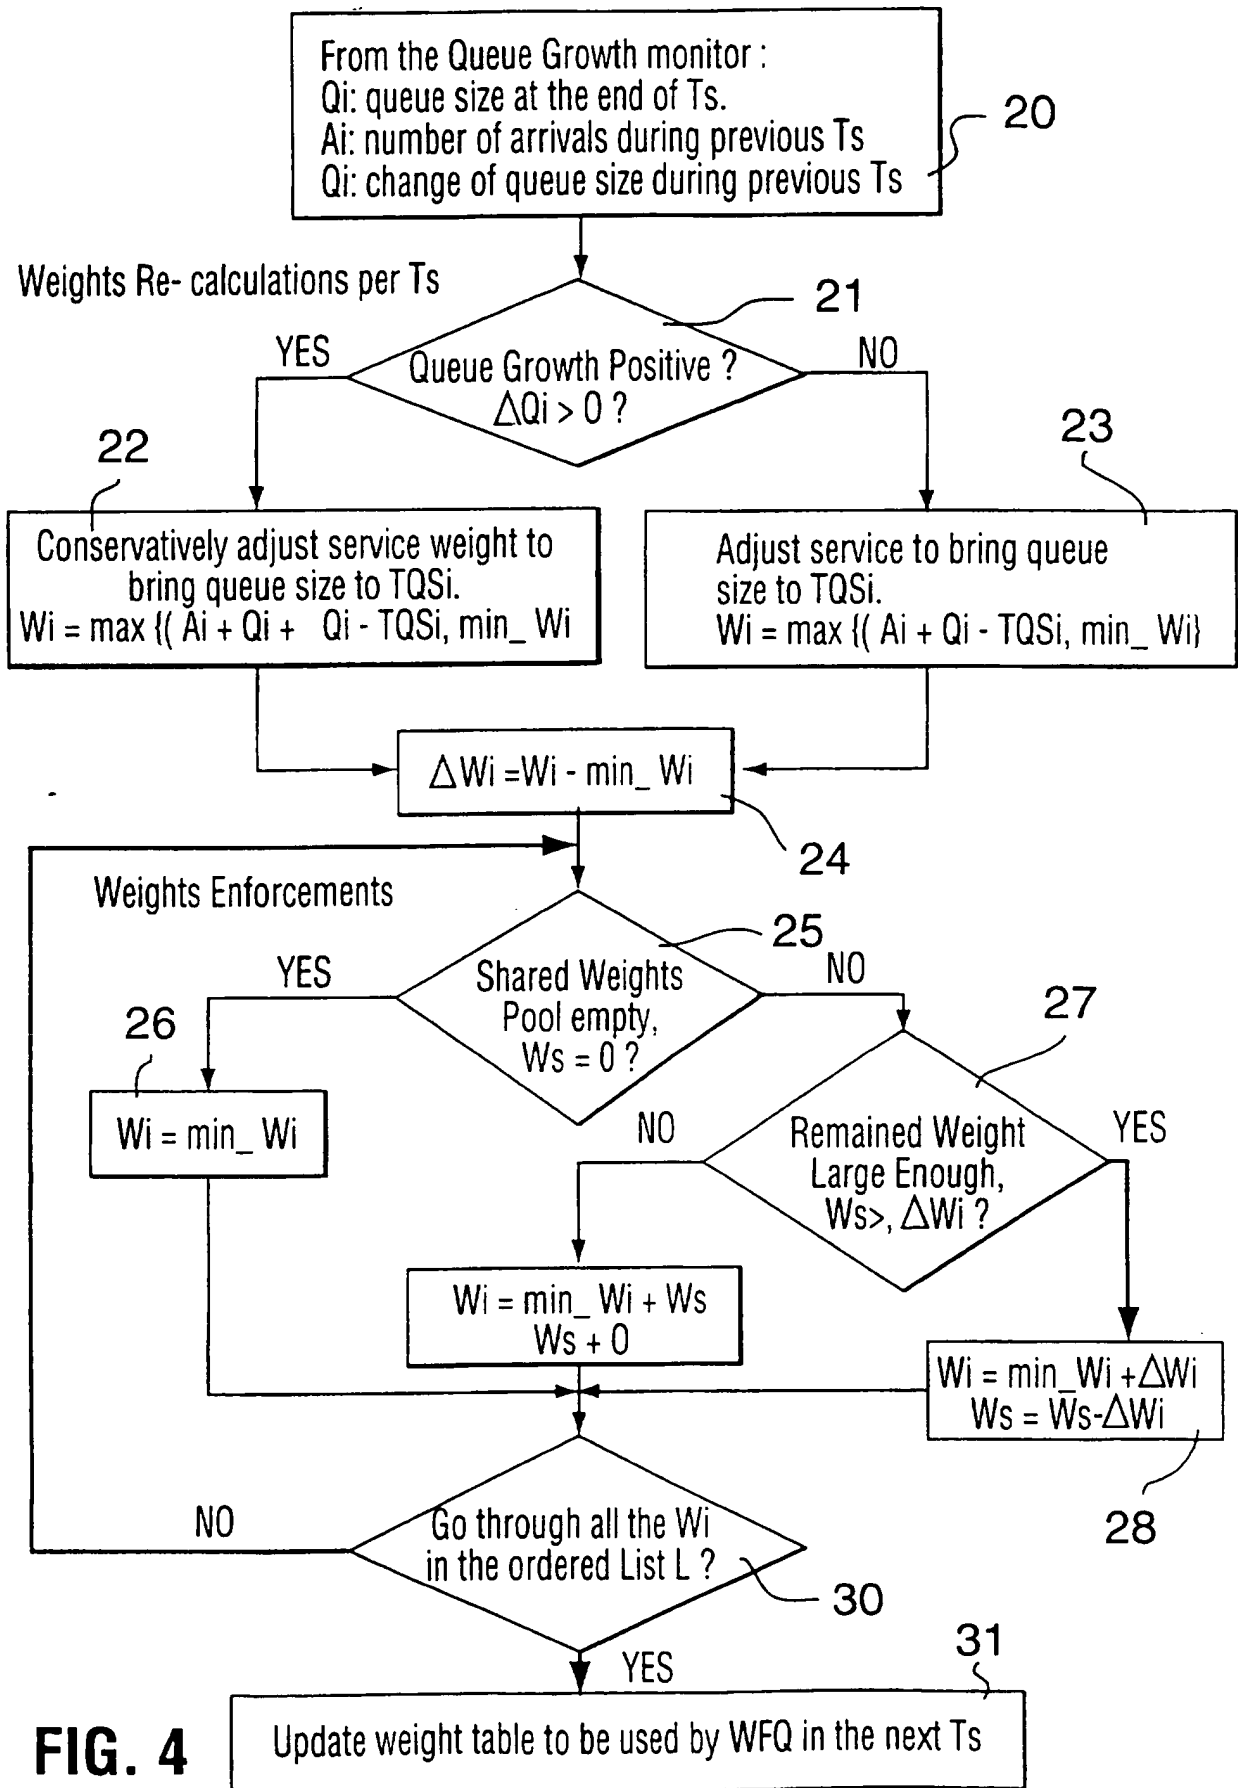 From the Queue Growth monitor :
Qi: queue size at the end of Ts.
Ai: number of arrivals during previous Ts
Qi: change of queue size during previous Ts
20
Weights Re- calculations per Ts
21
YES
NO
Queue Growth Positive ?
ΔQi > 0 ?
22
23
Conservatively adjust service weight to
bring queue size to TQSi.
Wi = max {( Ai + Qi + Qi - TQSi, min_ Wi
Adjust service to bring queue
size to TQSi.
Wi = max {( Ai + Qi - TQSi, min_ Wi}
ΔWi =Wi - min_ Wi
24
Weights Enforcements
25
YES
NO
Shared Weights
Pool empty,
Ws = 0 ?
26
27
Wi = min_ Wi
NO
YES
Remained Weight
Large Enough,
Ws>, ΔWi ?
Wi = min_ Wi + Ws
Ws + 0
Wi = min_Wi +ΔWi
Ws = Ws-ΔWi
28
NO
Go through all the Wi
in the ordered List L ?
30
YES
31
Update weight table to be used by WFQ in the next Ts
FIG. 4